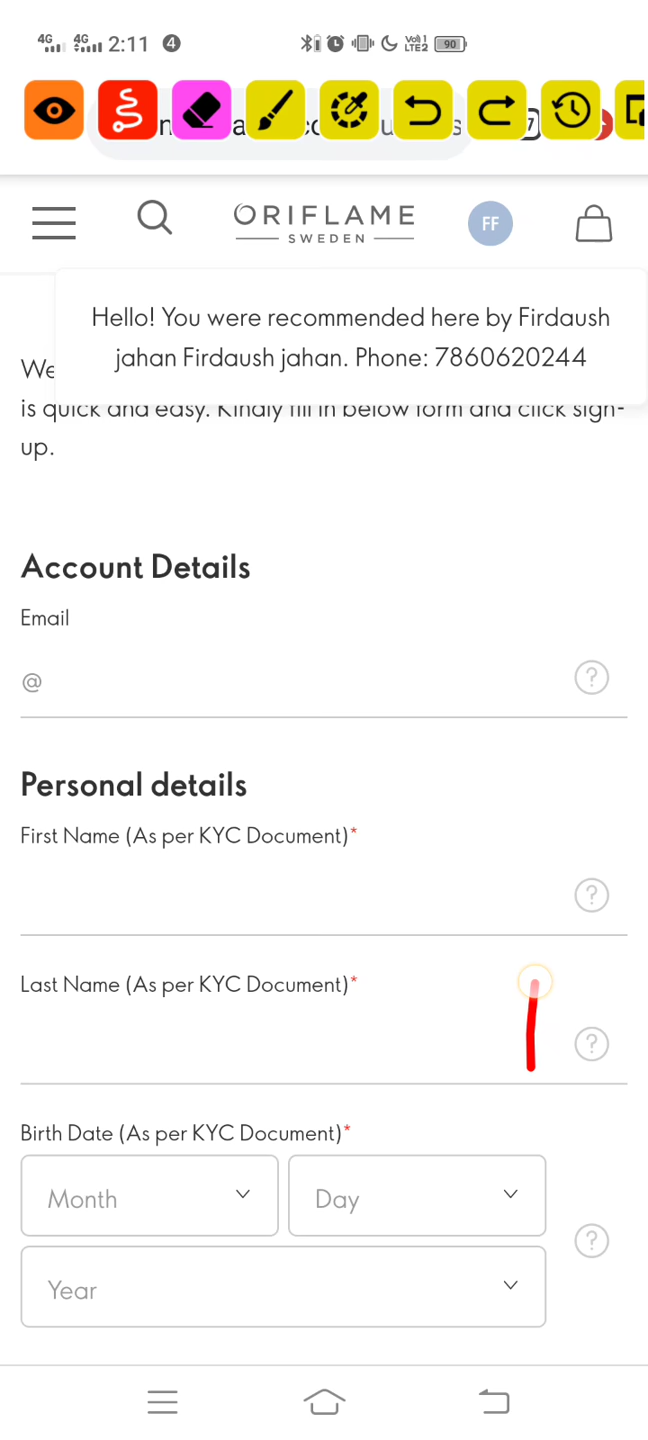 4G 4G 2:11 4 Vo)) 1 LTE2 90
ORIFLAME
SWEDEN
FF
Hello! You were recommended here by Firdaush
jahan Firdaush jahan. Phone: 7860620244
We
is quick and easy. Kindly fill in below form and click sign-
up.
Account Details
Email
@
?
Personal details
First Name (As per KYC Document)*
?
Last Name (As per KYC Document)*
?
Birth Date (As per KYC Document)*
Month Day
?
Year